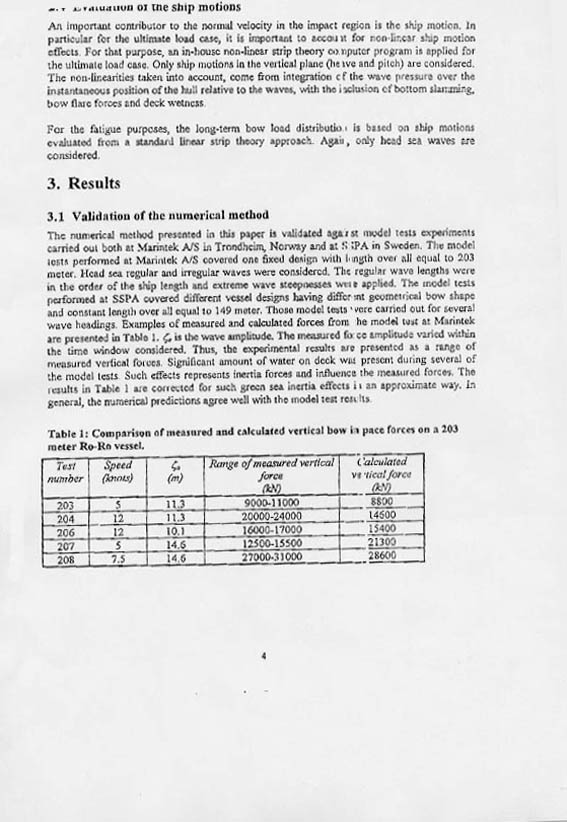 Evaluation of the ship motions
An important contributor to the normal velocity in the impact region is the ship motion. In
particular for the ultimate load case, it is important to account for non-linear ship motion
effects. For that purpose, an in-house non-linear strip theory computer program is applied for
the ultimate load case. Only ship motions in the vertical plane (heave and pitch) are considered.
The non-linearities taken into account, come from integration of the wave pressure over the
instantaneous position of the hull relative to the waves, with the inclusion of bottom slamming,
bow flare forces and deck wetness.
For the fatigue purposes, the long-term bow load distribution is based on ship motions
evaluated from a standard linear strip theory approach. Again, only head sea waves are
considered.
3. Results
3.1 Validation of the numerical method
The numerical method presented in this paper is validated against model tests experiments
carried out both at Marintek A/S in Trondheim, Norway and at SSPA in Sweden. The model
tests performed at Marintek A/S covered one fixed design with length over all equal to 203
meter. Head sea regular and irregular waves were considered. The regular wave lengths were
in the order of the ship length and extreme wave steepnesses were applied. The model tests
performed at SSPA covered different vessel designs having different geometrical bow shape
and constant length over all equal to 149 meter. Those model tests were carried out for several
wave headings. Examples of measured and calculated forces from the model test at Marintek
are presented in Table 1. ζa is the wave amplitude. The measured force amplitude varied within
the time window considered. Thus, the experimental results are presented as a range of
measured vertical forces. Significant amount of water on deck was present during several of
the model tests. Such effects represents inertia forces and influence the measured forces. The
results in Table 1 are corrected for such green sea inertia effects in an approximate way. In
general, the numerical predictions agree well with the model test results.
Table 1: Comparison of measured and calculated vertical bow impact forces on a 203
meter Ro-Ro vessel.
Test Speed ζa Range of measured vertical Calculated
number (knots) (m) force vertical force
(kN) (kN)
203 5 11.3 9000-11000 8800
204 12 11.3 20000-24000 14600
206 12 10.1 16000-17000 15400
207 5 14.6 12500-15500 21300
208 7.5 14.6 27000-31000 28600
4